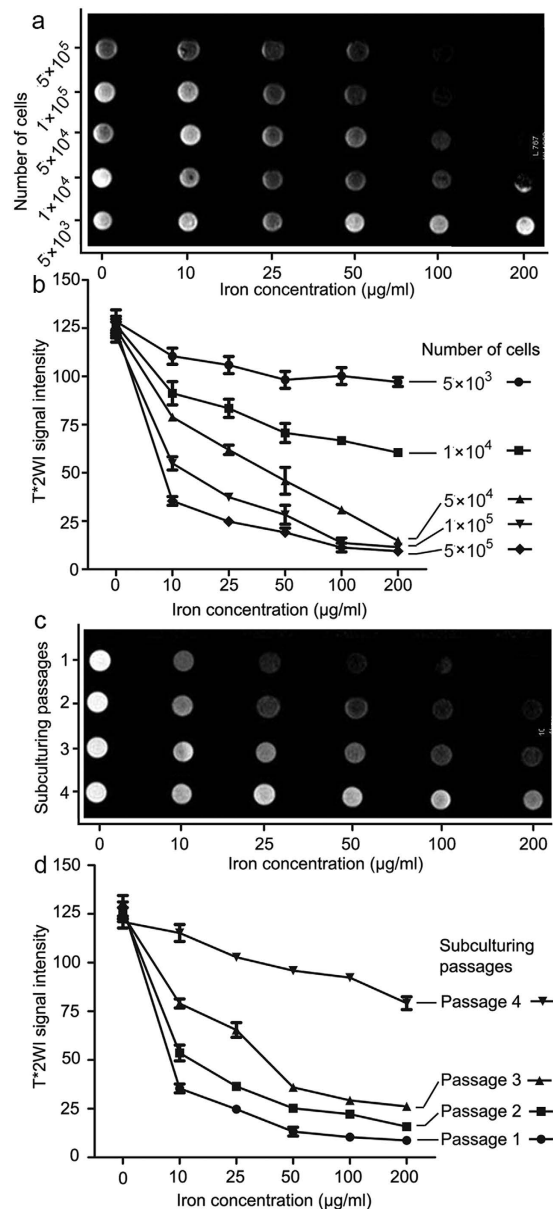 a
Number of cells
5×10⁵
1×10⁵
5×10⁴
1×10⁴
5×10³
L.767
0 10 25 50 100 200
Iron concentration (µg/ml)
b
T*2WI signal intensity
150
125
100
75
50
25
0
0 10 25 50 100 200
Iron concentration (µg/ml)
Number of cells
5×10³
1×10⁴
5×10⁴
1×10⁵
5×10⁵
c
Subculturing passages
1
2
3
4
0 10 25 50 100 200
Iron concentration (µg/ml)
d
T*2WI signal intensity
150
125
100
75
50
25
0
0 10 25 50 100 200
Iron concentration (µg/ml)
Subculturing
passages
Passage 4
Passage 3
Passage 2
Passage 1